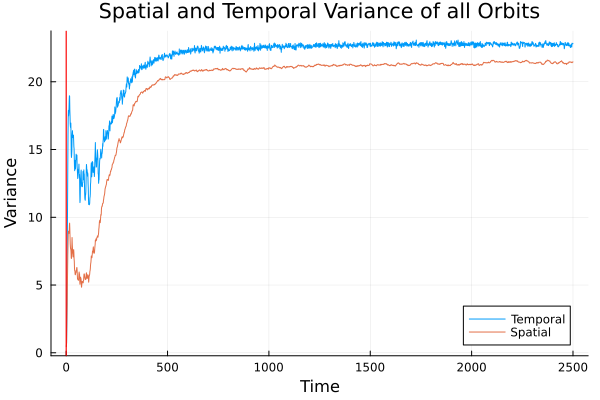 Spatial and Temporal Variance of all Orbits
Variance
20
15
10
5
0
0 500 1000 1500 2000 2500
Time
Temporal
Spatial